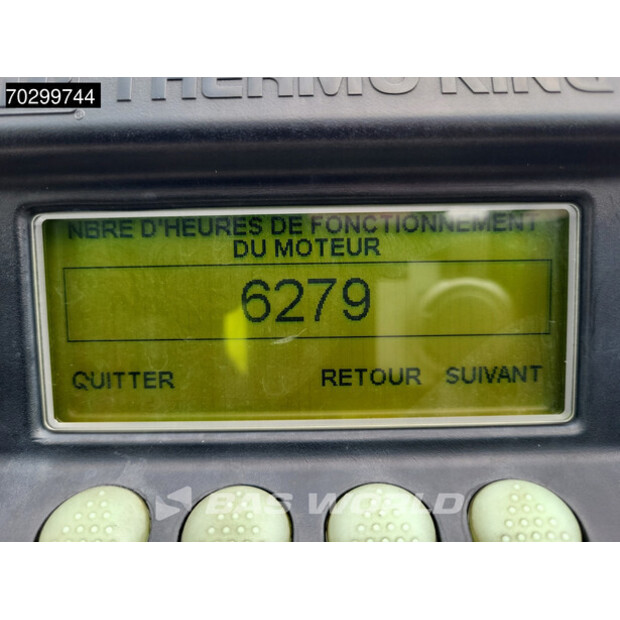 70299744
THERMO KING
NBRE D'HEURES DE FONCTIONNEMENT
DU MOTEUR
6279
QUITTER RETOUR SUIVANT
BAS WORLD